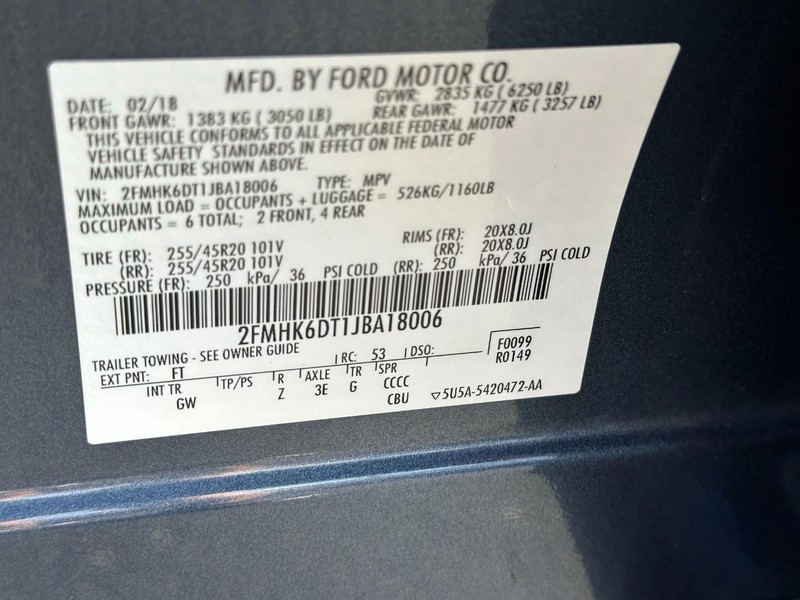 MFD. BY FORD MOTOR CO.
DATE: 02/18 GVWR: 2835 KG ( 6250 LB)
FRONT GAWR: 1383 KG ( 3050 LB) REAR GAWR: 1477 KG ( 3257 LB)
THIS VEHICLE CONFORMS TO ALL APPLICABLE FEDERAL MOTOR
VEHICLE SAFETY STANDARDS IN EFFECT ON THE DATE OF
MANUFACTURE SHOWN ABOVE.
VIN: 2FMHK6DT1JBA18006 TYPE: MPV
MAXIMUM LOAD = OCCUPANTS + LUGGAGE = 526KG/1160LB
OCCUPANTS = 6 TOTAL; 2 FRONT, 4 REAR
TIRE (FR): 255/45R20 101V RIMS (FR): 20X8.0J
(RR): 255/45R20 101V (RR): 20X8.0J
PRESSURE (FR): 250 kPa/ 36 PSI COLD (RR): 250 kPa/ 36 PSI COLD
2FMHK6DT1JBA18006
TRAILER TOWING - SEE OWNER GUIDE
F0099
R0149
EXT PNT: FT RC: 53 DSO:
INT TR TP/PS R AXLE TR SPR
GW Z 3E G CCCC
CBU ▽5U5A-5420472-AA